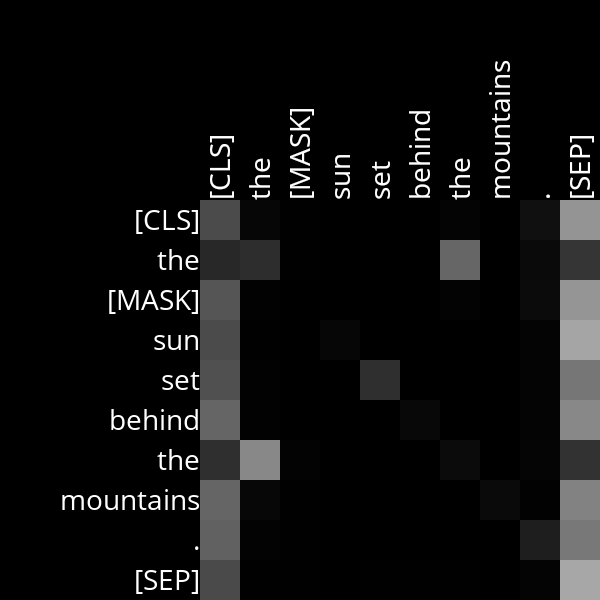 [CLS]
the
[MASK]
sun
set
behind
the
mountains
.
[SEP]
[CLS]
the
[MASK]
sun
set
behind
the
mountains
.
[SEP]